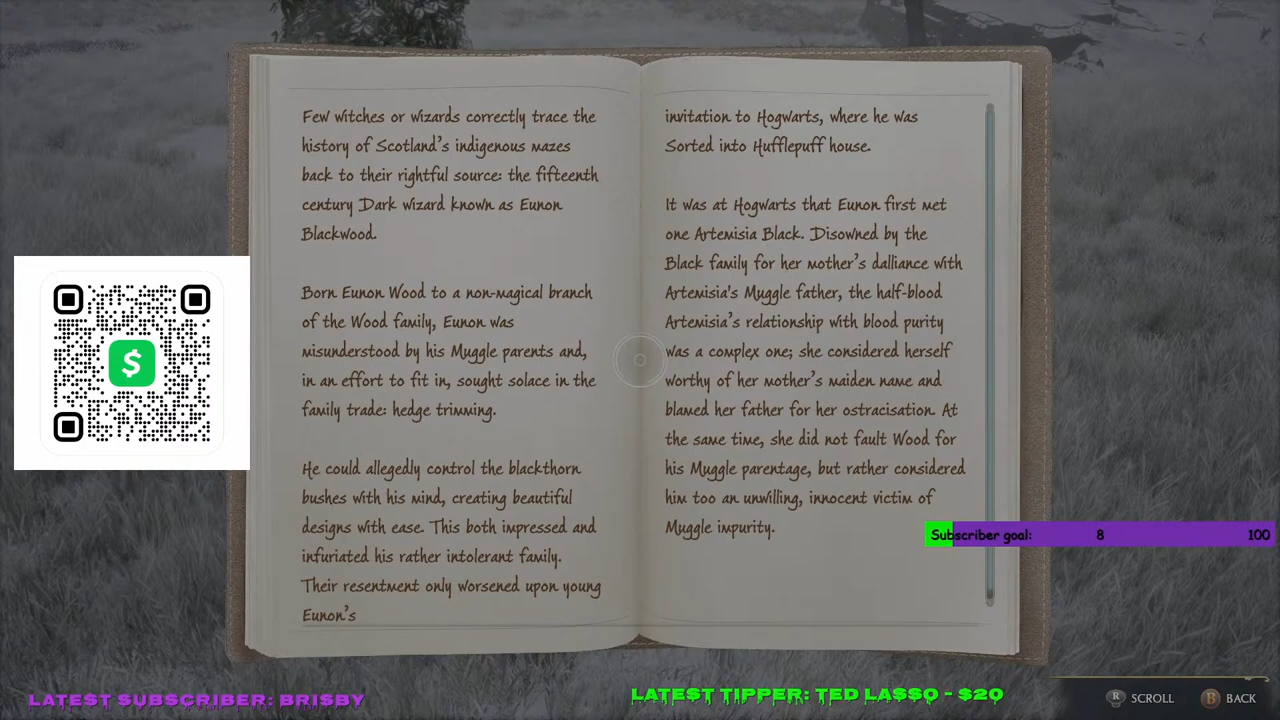 Few witches or wizards correctly trace the
history of Scotland's indigenous mazes
back to their rightful source: the fifteenth
century Dark wizard known as Eunon
Blackwood.
Born Eunon Wood to a non-magical branch
of the Wood family, Eunon was
misunderstood by his Muggle parents and,
in an effort to fit in, sought solace in the
family trade: hedge trimming.
He could allegedly control the blackthorn
bushes with his mind, creating beautiful
designs with ease. This both impressed and
infuriated his rather intolerant family.
Their resentment only worsened upon young
Eunon's
invitation to Hogwarts, where he was
Sorted into Hufflepuff house.
It was at Hogwarts that Eunon first met
one Artemisia Black. Disowned by the
Black family for her mother's dalliance with
Artemisia's Muggle father, the half-blood
Artemisia's relationship with blood purity
was a complex one; she considered herself
worthy of her mother's maiden name and
blamed her father for her ostracisation. At
the same time, she did not fault Wood for
his Muggle parentage, but rather considered
him too an unwilling, innocent victim of
Muggle impurity.
$
Subscriber goal: 8 100
LATEST SUBSCRIBER: BRISBY
LATEST TIPPER: TED LASSO - $20
R SCROLL B BACK